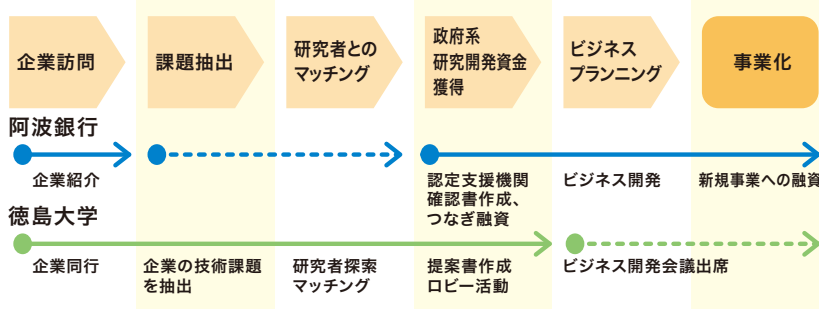 企業訪問
課題抽出
研究者との
マッチング
政府系
研究開発資金
獲得
ビジネス
プランニング
事業化
阿波銀行
企業紹介
認定支援機関
確認書作成、
つなぎ融資
ビジネス開発
新規事業への融資
徳島大学
企業同行
企業の技術課題
を抽出
研究者探索
マッチング
提案書作成
ロビー活動
ビジネス開発会議出席